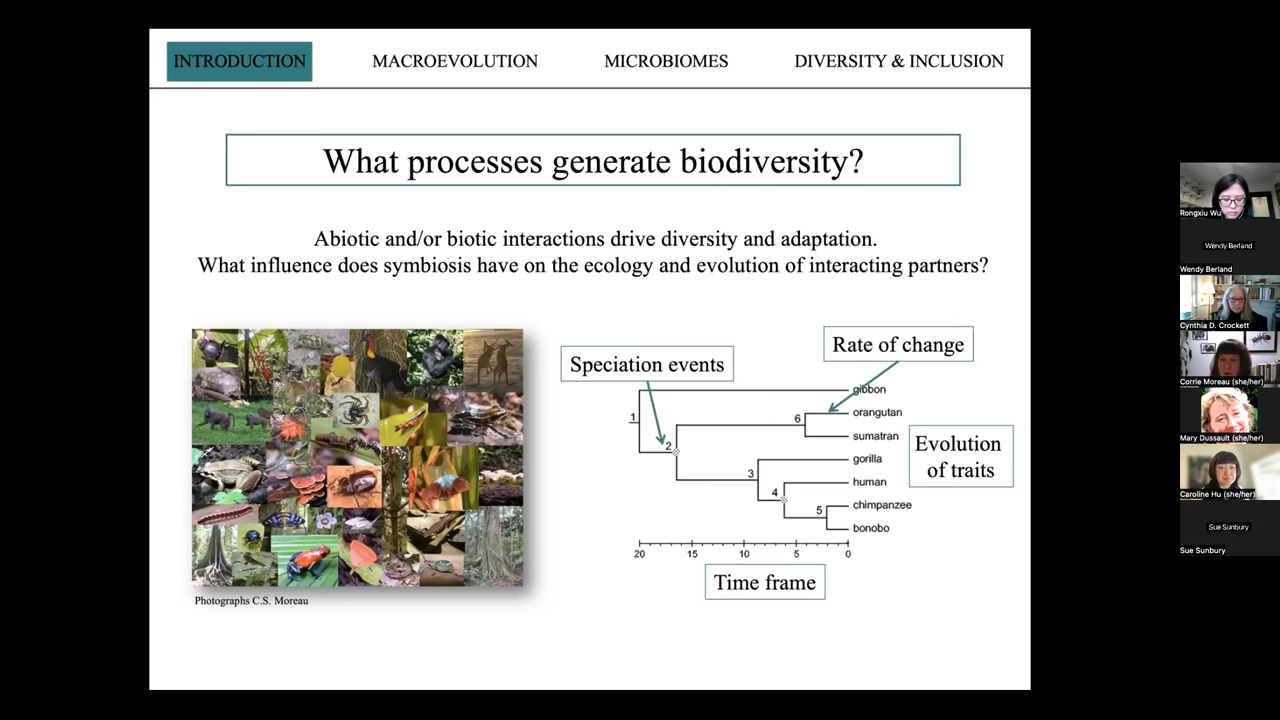 INTRODUCTION
MACROEVOLUTION
MICROBIOMES
DIVERSITY & INCLUSION
What processes generate biodiversity?
Abiotic and/or biotic interactions drive diversity and adaptation.
What influence does symbiosis have on the ecology and evolution of interacting partners?
Photographs C.S. Moreau
Speciation events
Rate of change
Evolution
of traits
1
2
3
4
5
6
gibbon
orangutan
sumatran
gorilla
human
chimpanzee
bonobo
20 15 10 5 0
Time frame
Rongxiu Wu
Wendy Berland
Wendy Berland
Cynthia D. Crockett
Corrie Moreau (she/her)
Mary Dussault (she/her)
Caroline Hu (she/her)
Sue Sunbury
Sue Sunbury